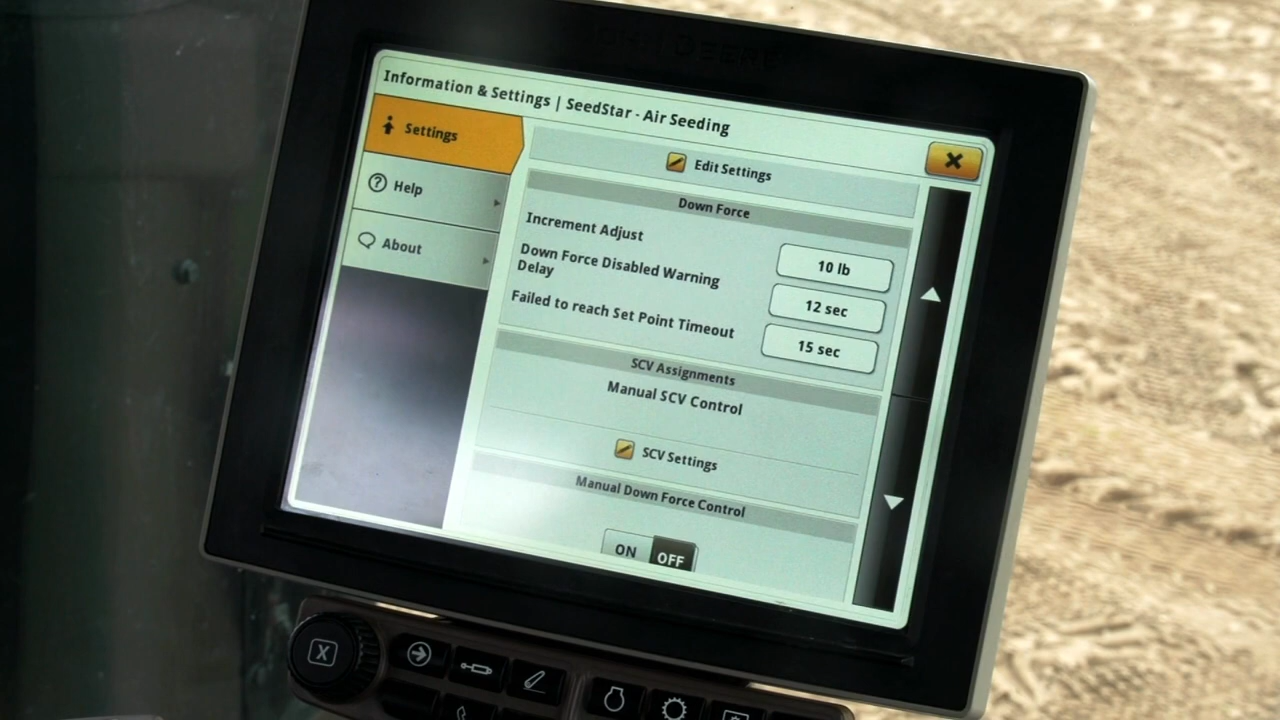 JOHN DEERE
Information & Settings | SeedStar - Air Seeding
Settings
Help
About
Edit Settings
Down Force
Increment Adjust
10 lb
Down Force Disabled Warning
Delay
12 sec
Failed to reach Set Point Timeout
15 sec
SCV Assignments
Manual SCV Control
SCV Settings
Manual Down Force Control
ON OFF
X